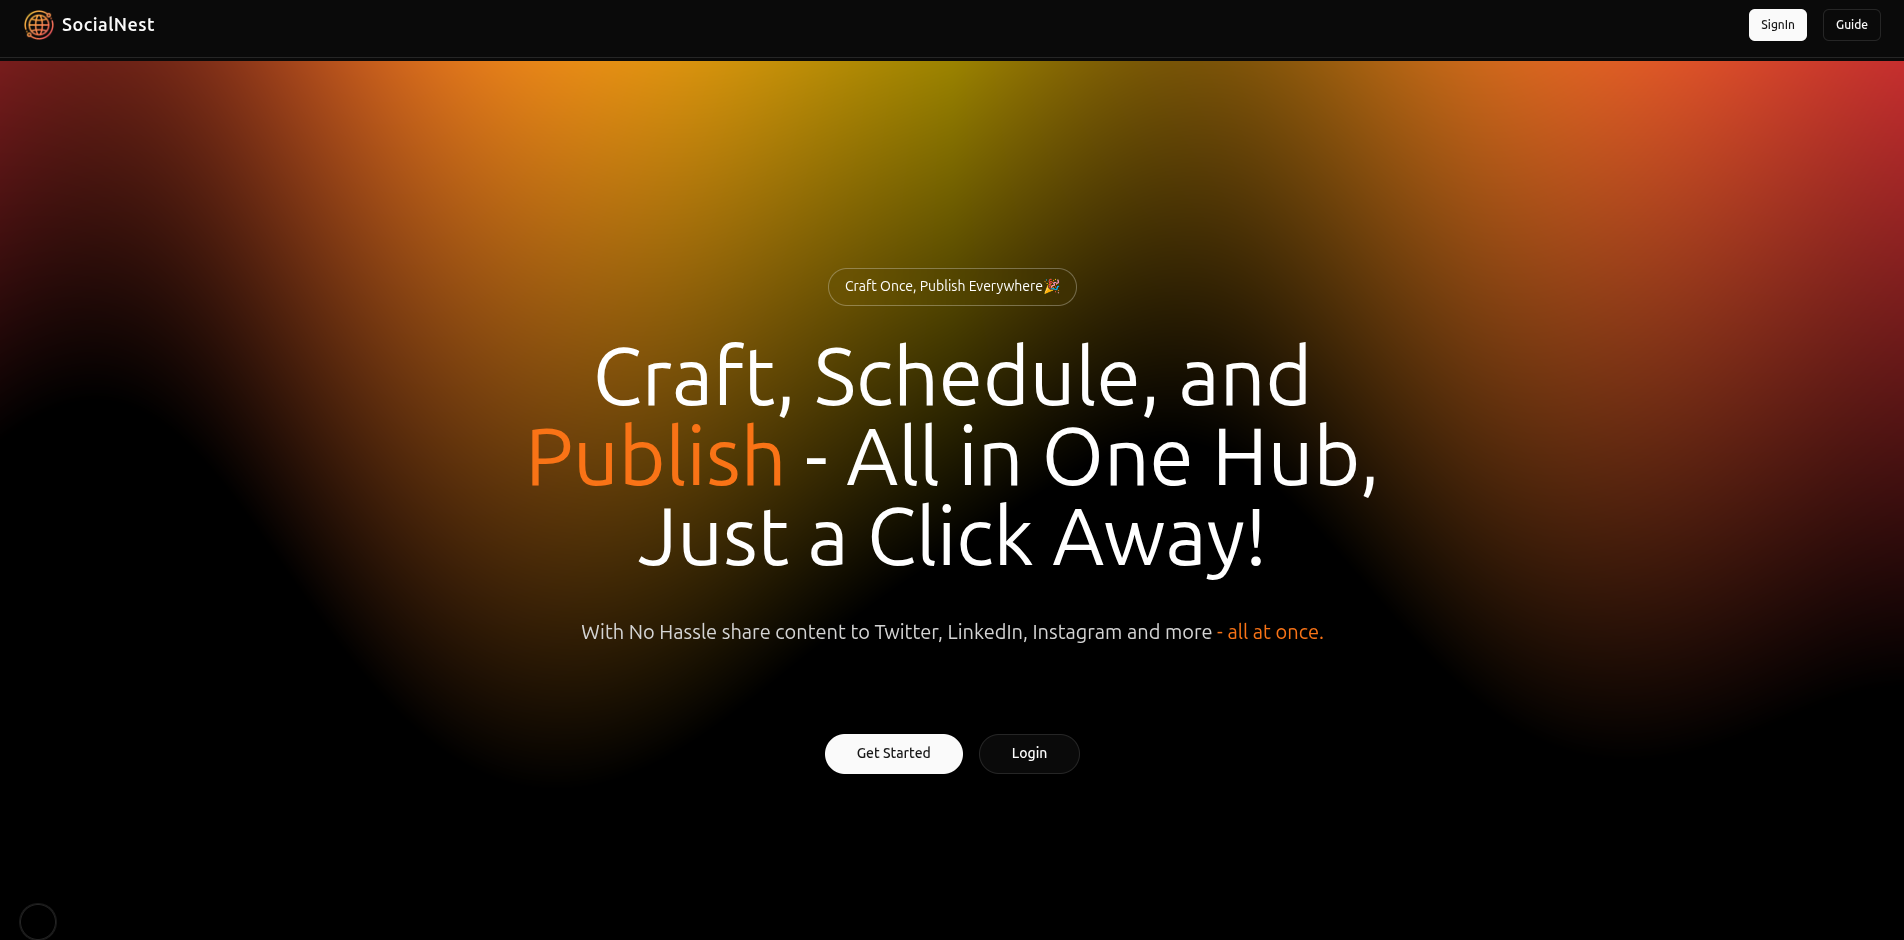 SocialNest
SignIn
Guide
Craft Once, Publish Everywhere🎉
Craft, Schedule, and
Publish - All in One Hub,
Just a Click Away!
With No Hassle share content to Twitter, LinkedIn, Instagram and more - all at once.
Get Started
Login